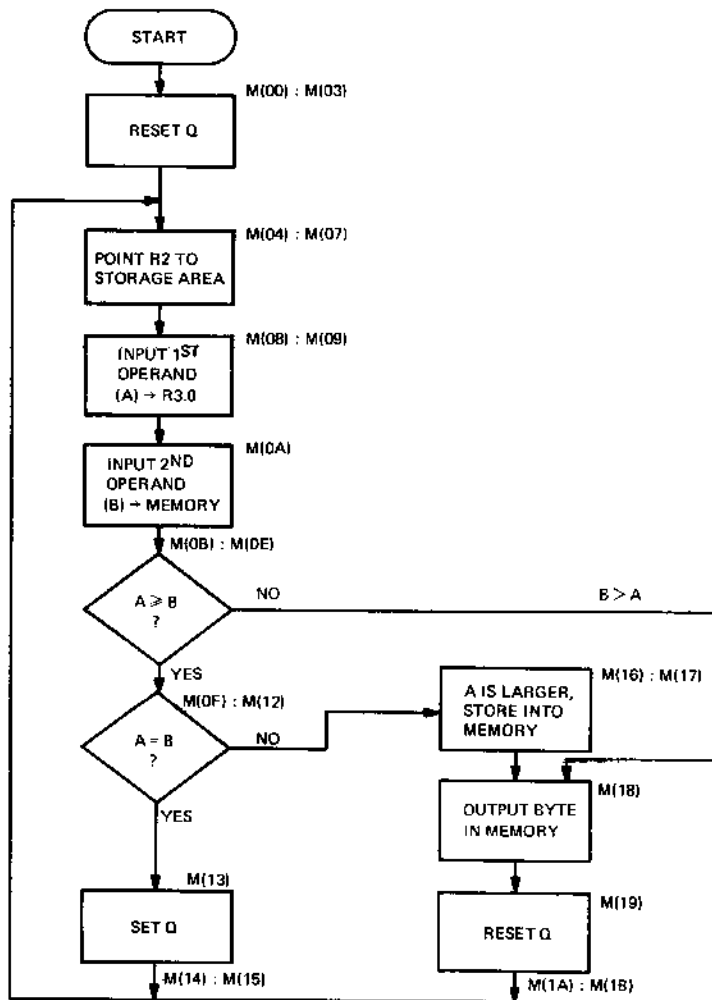 START
M(00) : M(03)
RESET Q
M(04) : M(07)
POINT R2 TO
STORAGE AREA
M(08) : M(09)
INPUT 1ST
OPERAND
(A) → R3.0
M(0A)
INPUT 2ND
OPERAND
(B) → MEMORY
M(0B) : M(0E)
A ⩾ B
?
NO
B > A
YES
M(0F) : M(12)
A = B
?
NO
YES
M(16) : M(17)
A IS LARGER,
STORE INTO
MEMORY
M(18)
OUTPUT BYTE
IN MEMORY
M(13)
SET Q
M(14) : M(15)
M(19)
RESET Q
M(1A) : M(1B)